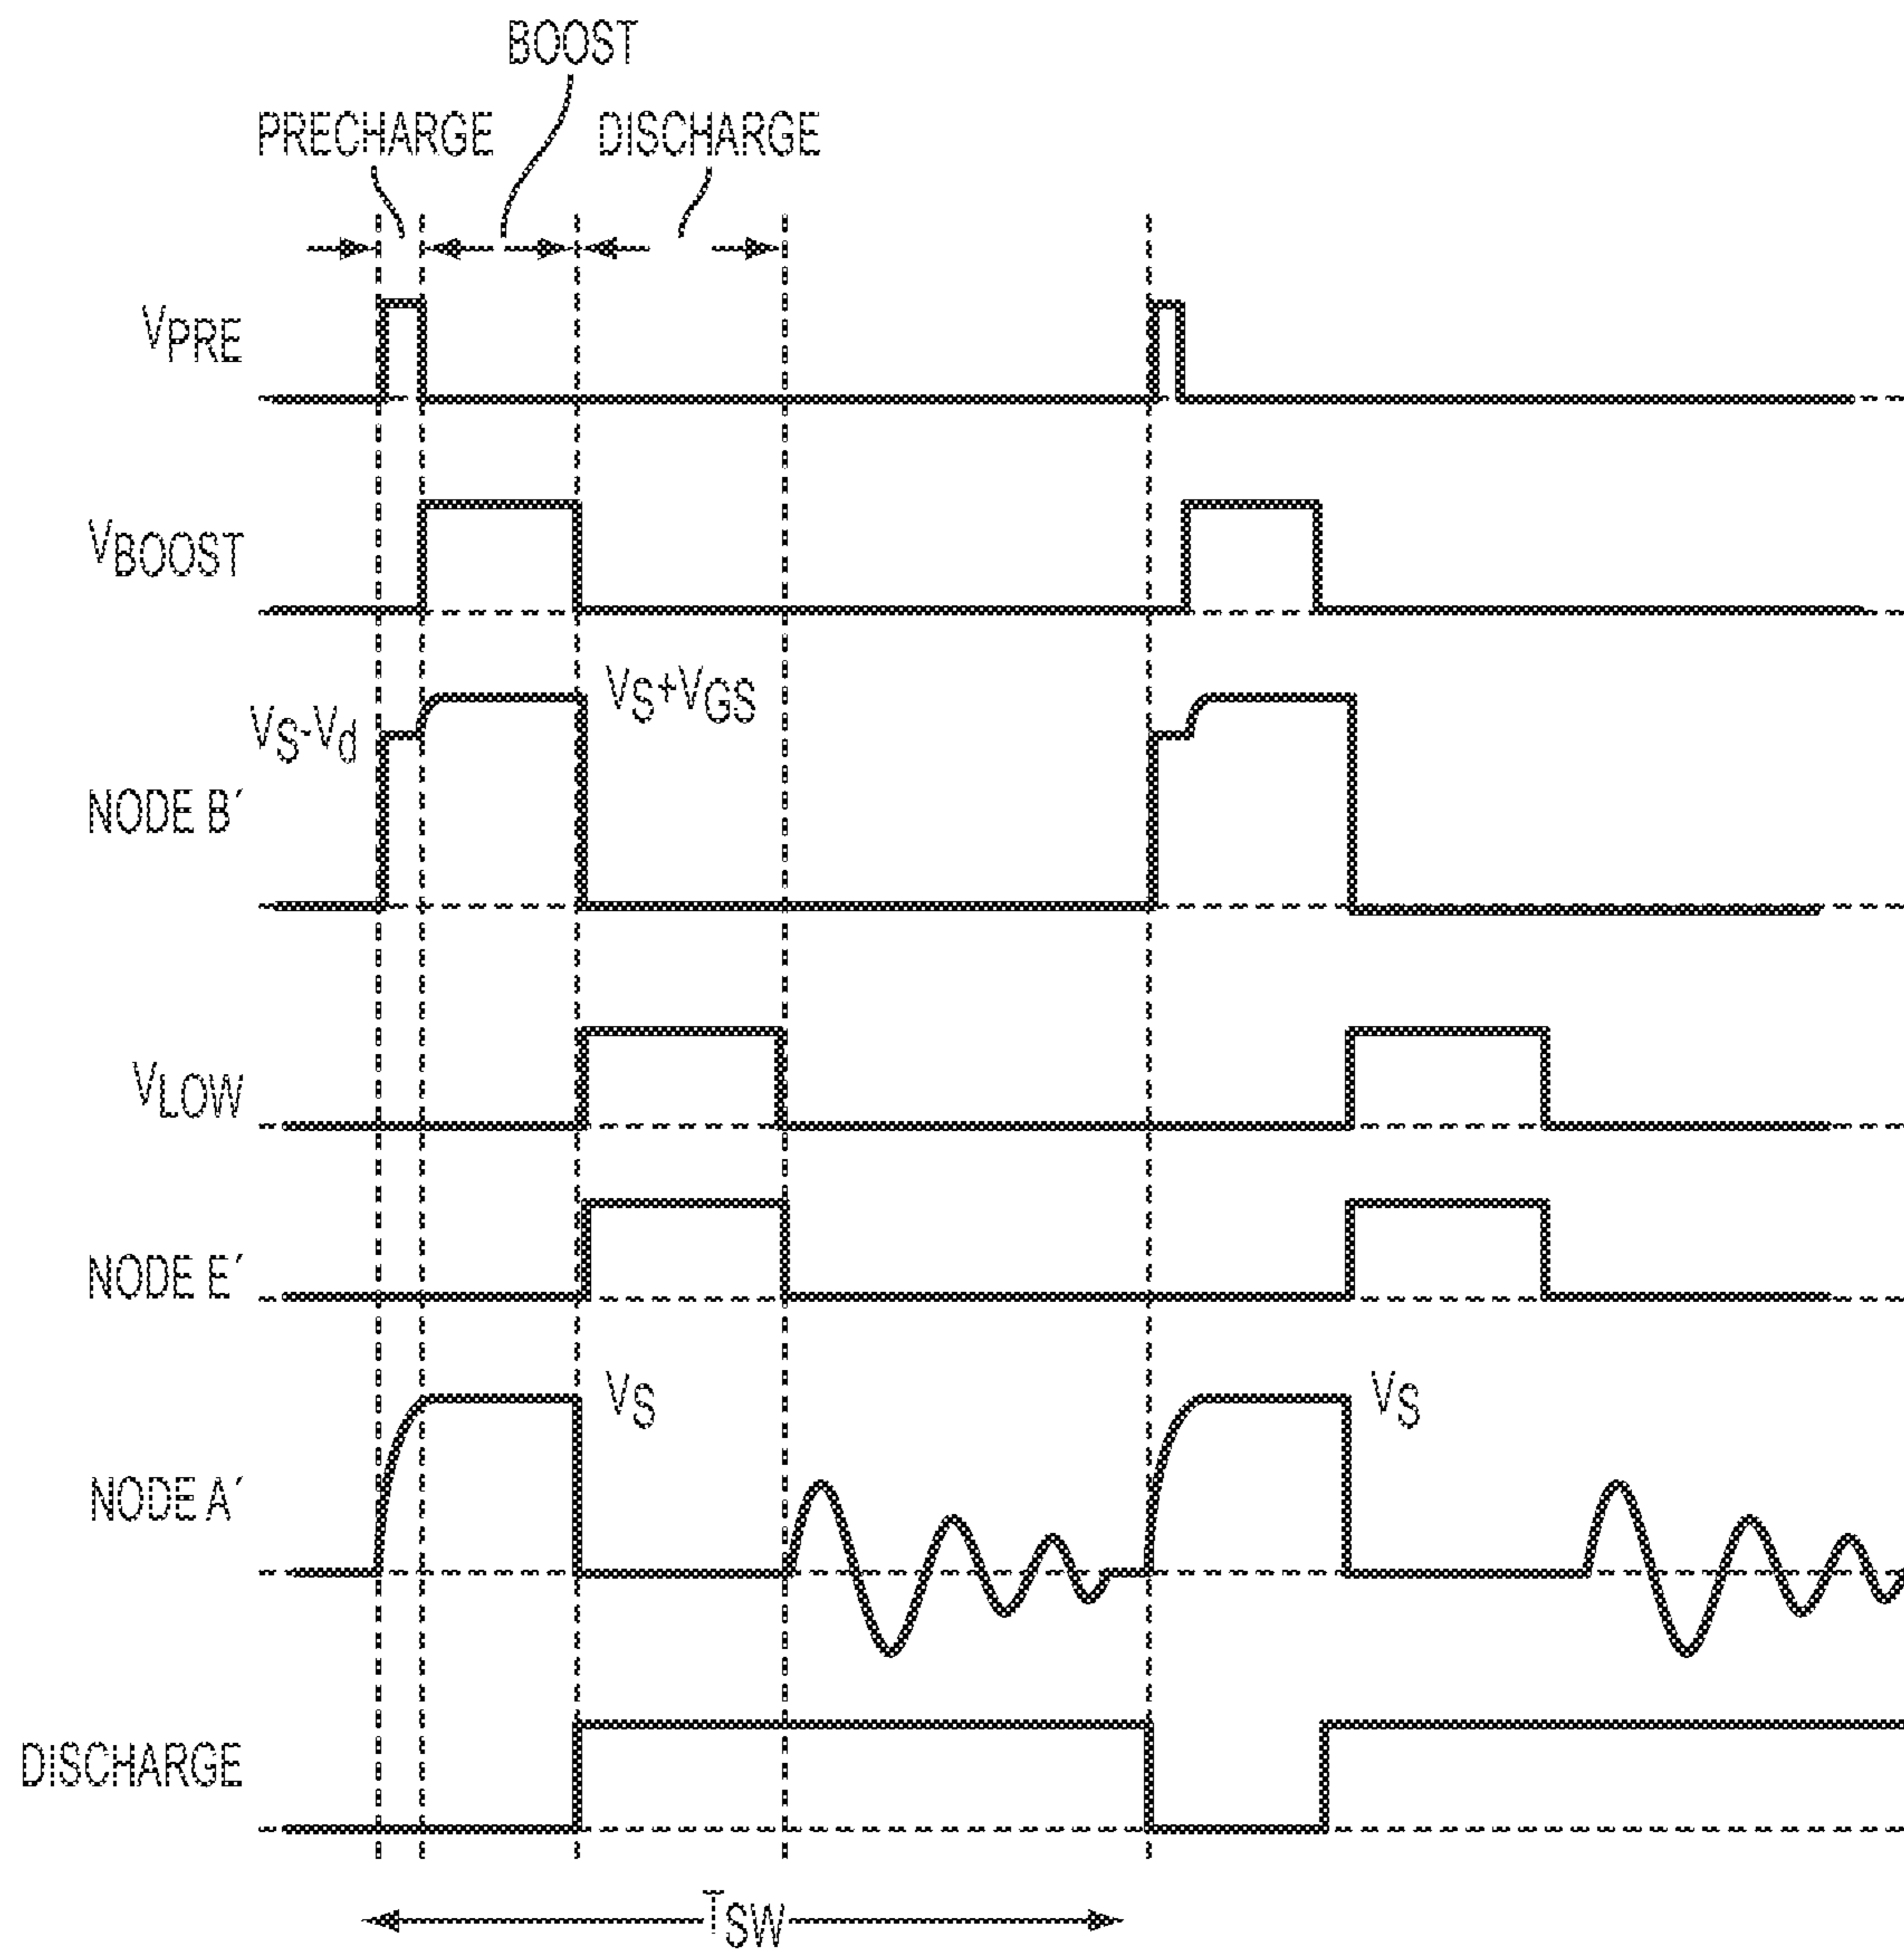 BOOST
PRECHARGE DISCHARGE
VPRE
VBOOST
VS-Vd VS+VGS
NODE B′
VLOW
NODE E′
VS VS
NODE A′
DISCHARGE
TSW